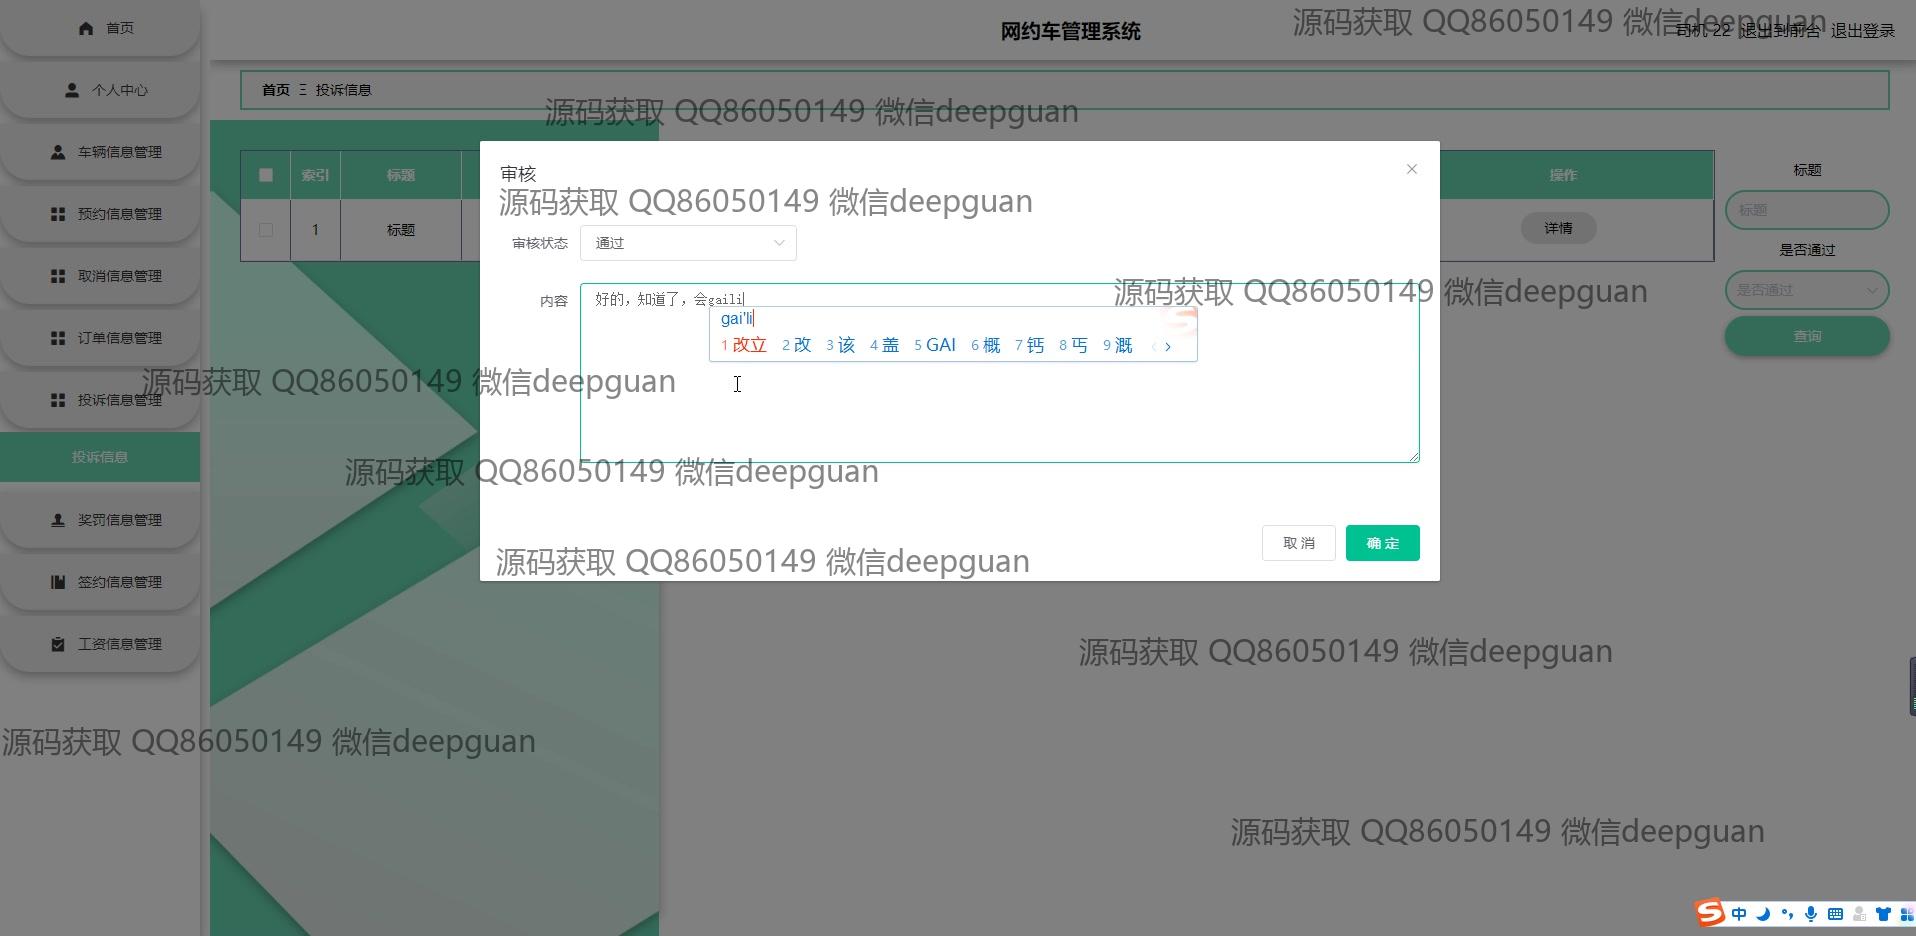 首页
个人中心
车辆信息管理
预约信息管理
取消信息管理
订单信息管理
投诉信息管理
投诉信息
奖罚信息管理
签约信息管理
工资信息管理
网约车管理系统
司机 22 退出到前台 退出登录
源码获取 QQ86050149 微信deepguan
首页 Ξ 投诉信息
源码获取 QQ86050149 微信deepguan
索引 标题 操作
1 标题 详情
标题
标题
是否通过
是否通过
查询
审核
源码获取 QQ86050149 微信deepguan
审核状态 通过
内容 好的，知道了，会gaili
源码获取 QQ86050149 微信deepguan
gai'li
1 改立 2 改 3 该 4 盖 5 GAI 6 概 7 钙 8 丐 9 溉
源码获取 QQ86050149 微信deepguan
源码获取 QQ86050149 微信deepguan
取消 确定
源码获取 QQ86050149 微信deepguan
源码获取 QQ86050149 微信deepguan
源码获取 QQ86050149 微信deepguan
源码获取 QQ86050149 微信deepguan
S 中